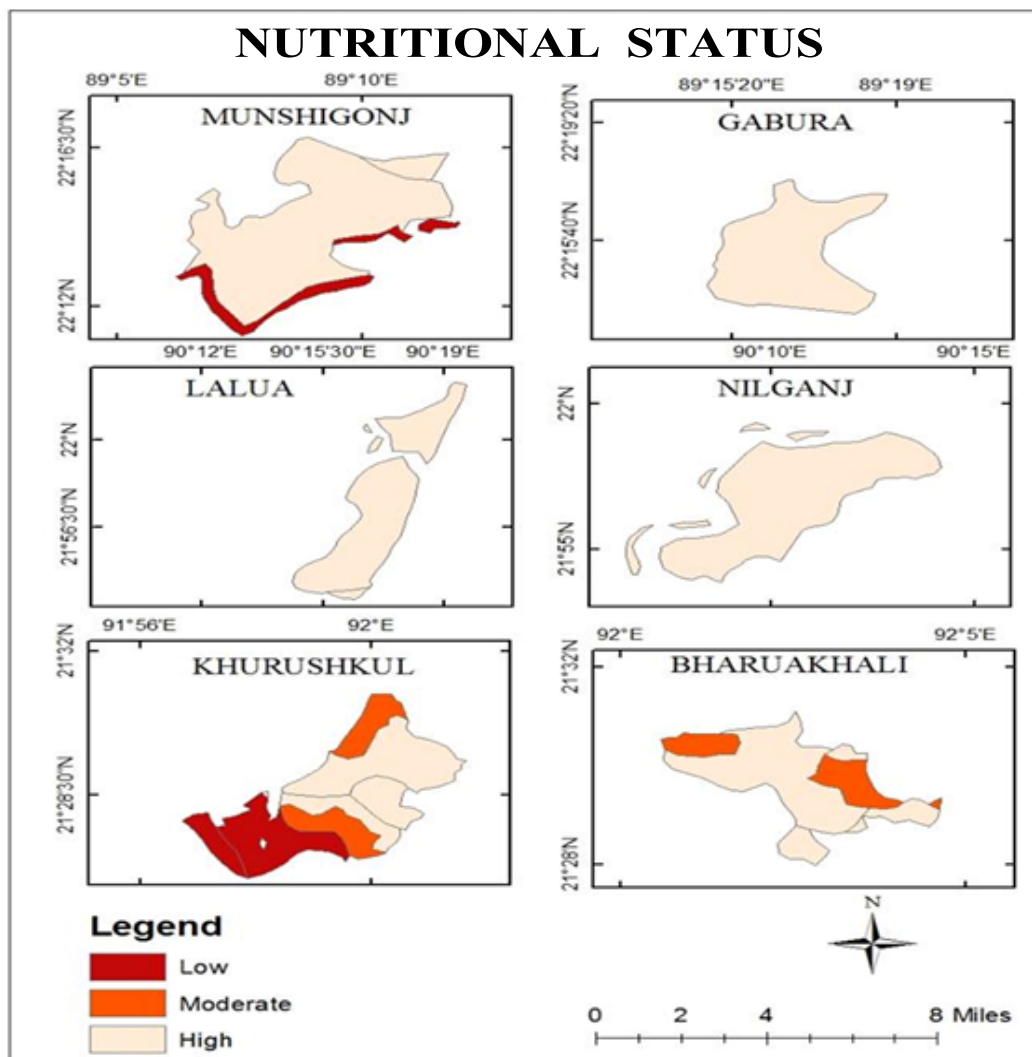 NUTRITIONAL STATUS
89°5'E 89°10'E
MUNSHIGONJ
22°16'30"N
22°12'N
89°15'20"E 89°19'E
GABURA
22°19'20"N
22°15'40"N
90°12'E 90°15'30"E 90°19'E
LALUA
22°N
21°56'30"N
90°10'E 90°15'E
NILGANJ
22°N
21°55'N
91°56'E 92°E
KHURUSHKUL
21°32'N
21°28'30"N
92°E 92°5'E
BHARUAKHALI
21°32'N
21°28'N
Legend
Low
Moderate
High
N
0 2 4 8 Miles